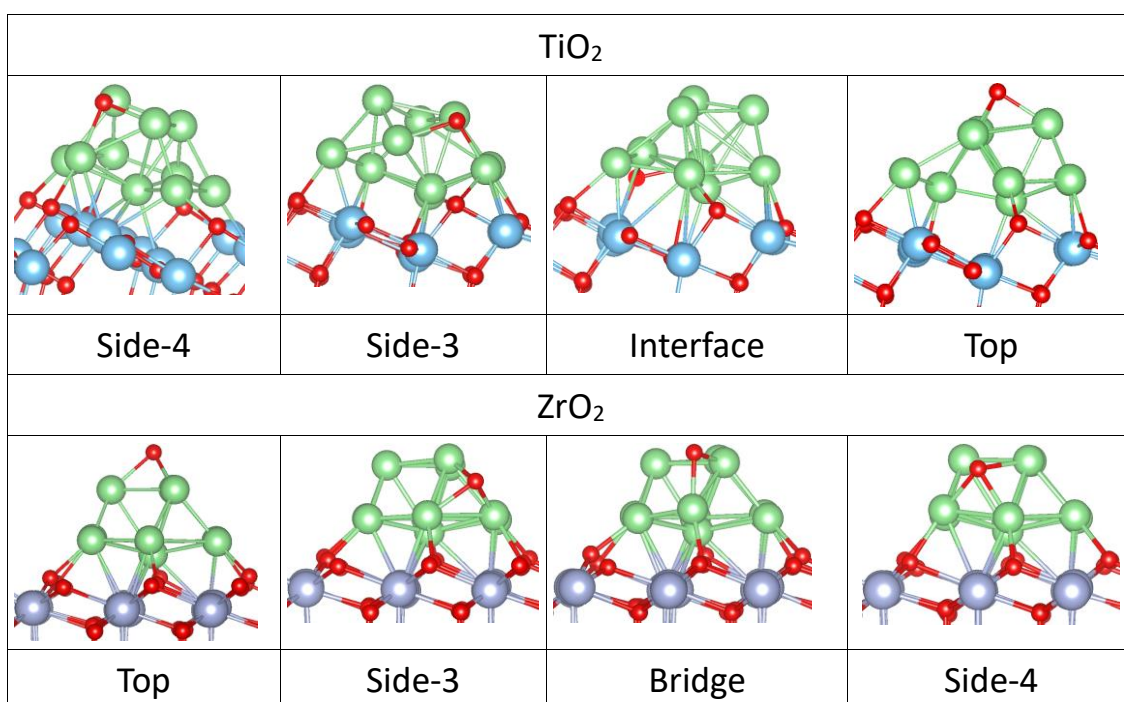 TiO₂
Side-4 Side-3 Interface Top
ZrO₂
Top Side-3 Bridge Side-4